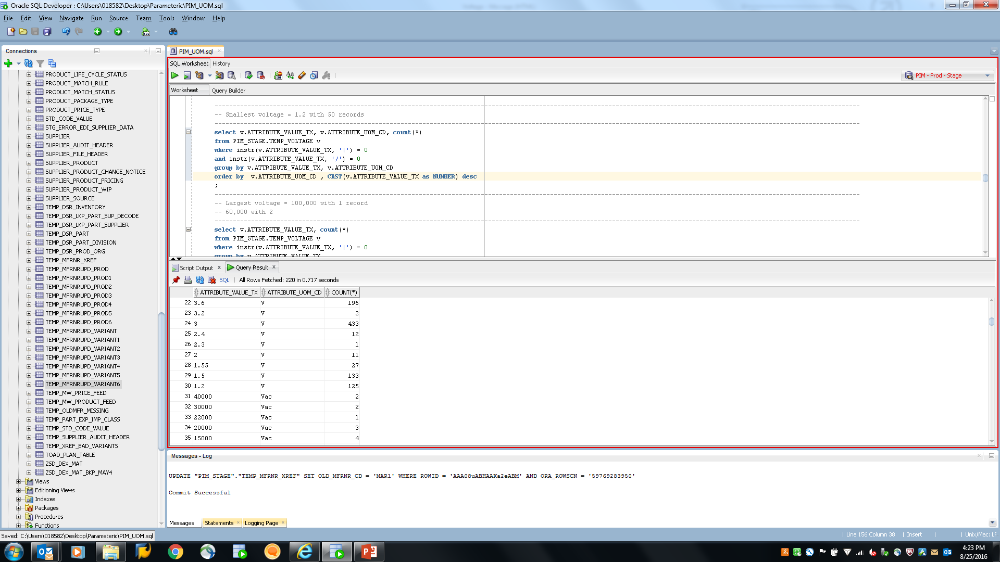 Oracle SQL Developer : C:\Users\018582\Desktop\Parameteric\PIM_UOM.sql
File Edit View Navigate Run Source Team Tools Window Help
Connections
PRODUCT_LIFE_CYCLE_STATUS
PRODUCT_MATCH_RULE
PRODUCT_MATCH_STATUS
PRODUCT_PACKAGE_TYPE
PRODUCT_PRICE_TYPE
STD_CODE_VALUE
STG_ERROR_EDI_SUPPLIER_DATA
SUPPLIER
SUPPLIER_AUDIT_HEADER
SUPPLIER_FILE_HEADER
SUPPLIER_PRODUCT
SUPPLIER_PRODUCT_CHANGE_NOTICE
SUPPLIER_PRODUCT_PRICING
SUPPLIER_PRODUCT_WIP
SUPPLIER_SOURCE
TEMP_DSR_INVENTORY
TEMP_DSR_LKP_PART_SUP_DECODE
TEMP_DSR_LKP_PART_SUPPLIER
TEMP_DSR_PART
TEMP_DSR_PART_DIVISION
TEMP_DSR_PROD_ORG
TEMP_MFRNR_XREF
TEMP_MFRNRUPD_PROD
TEMP_MFRNRUPD_PROD1
TEMP_MFRNRUPD_PROD2
TEMP_MFRNRUPD_PROD3
TEMP_MFRNRUPD_PROD4
TEMP_MFRNRUPD_PROD5
TEMP_MFRNRUPD_PROD6
TEMP_MFRNRUPD_VARIANT
TEMP_MFRNRUPD_VARIANT1
TEMP_MFRNRUPD_VARIANT2
TEMP_MFRNRUPD_VARIANT3
TEMP_MFRNRUPD_VARIANT4
TEMP_MFRNRUPD_VARIANT5
TEMP_MFRNRUPD_VARIANT6
TEMP_MW_PRICE_FEED
TEMP_MW_PRODUCT_FEED
TEMP_OLDMFR_MISSING
TEMP_PART_EXP_IMP_CLASS
TEMP_STD_CODE_VALUE
TEMP_SUPPLIER_AUDIT_HEADER
TEMP_XREF_BAD_VARIANTS
TOAD_PLAN_TABLE
ZSD_DEX_MAT
ZSD_DEX_MAT_BKP_MAY4
Views
Editioning Views
Indexes
Packages
Procedures
Functions
PIM_UOM.sql
SQL Worksheet History
PIM - Prod - Stage
Worksheet Query Builder
-- Smallest voltage = 1.2 with 50 records
select v.ATTRIBUTE_VALUE_TX, v.ATTRIBUTE_UOM_CD, count(*)
from PIM_STAGE.TEMP_VOLTAGE v
where instr(v.ATTRIBUTE_VALUE_TX, '|') = 0
and instr(v.ATTRIBUTE_VALUE_TX, '/') = 0
group by v.ATTRIBUTE_VALUE_TX, v.ATTRIBUTE_UOM_CD
order by  v.ATTRIBUTE_UOM_CD , CAST(v.ATTRIBUTE_VALUE_TX as NUMBER) desc
;
-- Largest voltage = 100,000 with 1 record
-- 60,000 with 2
select v.ATTRIBUTE_VALUE_TX, count(*)
from PIM_STAGE.TEMP_VOLTAGE v
where instr(v.ATTRIBUTE_VALUE_TX, '|') = 0
group by v.ATTRIBUTE_VALUE_TX
Script Output Query Result
SQL All Rows Fetched: 220 in 0.717 seconds
ATTRIBUTE_VALUE_TX ATTRIBUTE_UOM_CD COUNT(*)
22 3.6 V 196
23 3.2 V 2
24 3 V 433
25 2.4 V 12
26 2.3 V 1
27 2 V 11
28 1.55 V 27
29 1.5 V 133
30 1.2 V 125
31 40000 Vac 2
32 30000 Vac 2
33 22000 Vac 1
34 20000 Vac 3
35 15000 Vac 4
Messages - Log
UPDATE "PIM_STAGE"."TEMP_MFRNR_XREF" SET OLD_MFRNR_CD = 'MAR1' WHERE ROWID = 'AAA08uABHAAKa2eABM' AND ORA_ROWSCN = '59769283950'
Commit Successful
Messages Statements Logging Page
Saved: C:\Users\018582\Desktop\Parameteric\PIM_UOM.sql
Line 156 Column 38 Insert Unix/Mac: LF
4:23 PM
8/25/2016